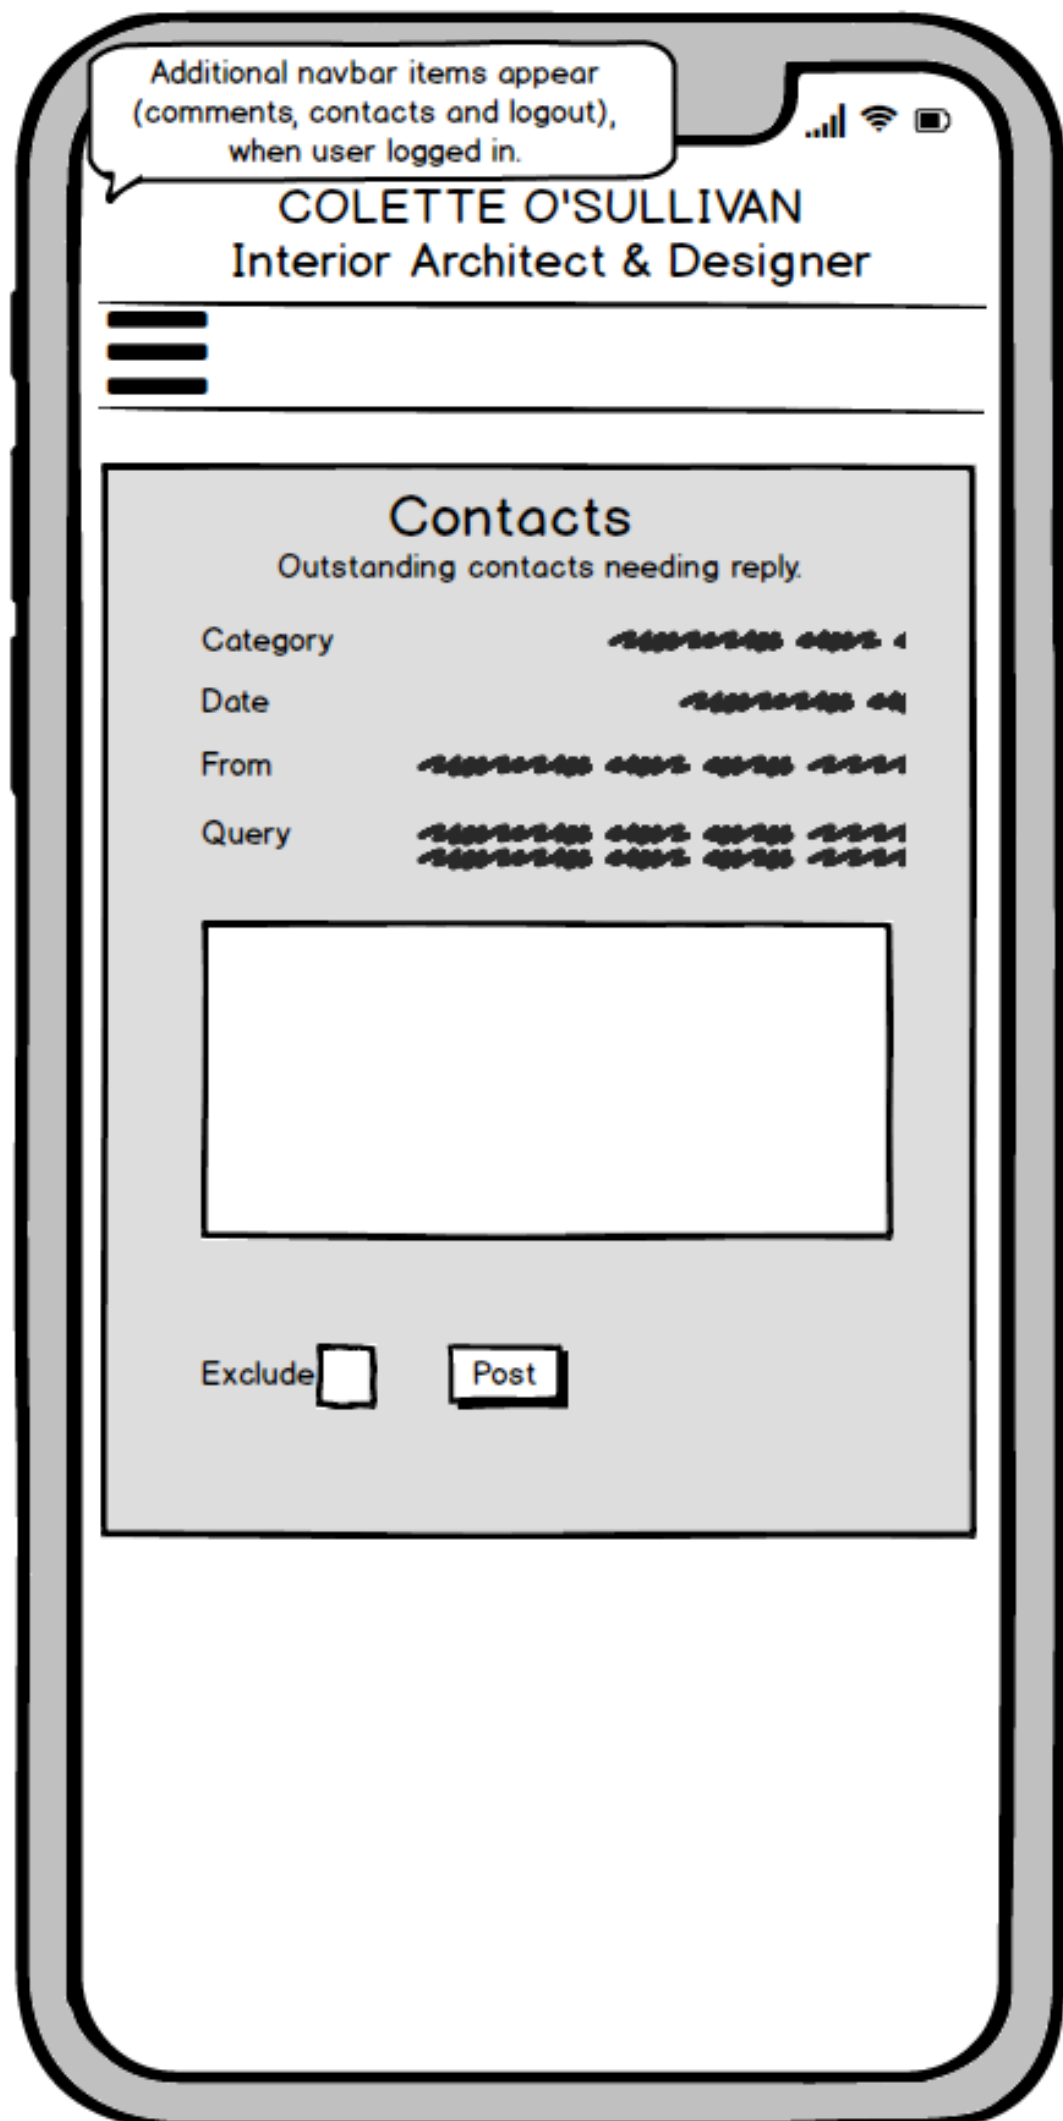 Additional navbar items appear
(comments, contacts and logout),
when user logged in.
COLETTE O'SULLIVAN
Interior Architect & Designer
Contacts
Outstanding contacts needing reply.
Category
Date
From
Query
Exclude
Post